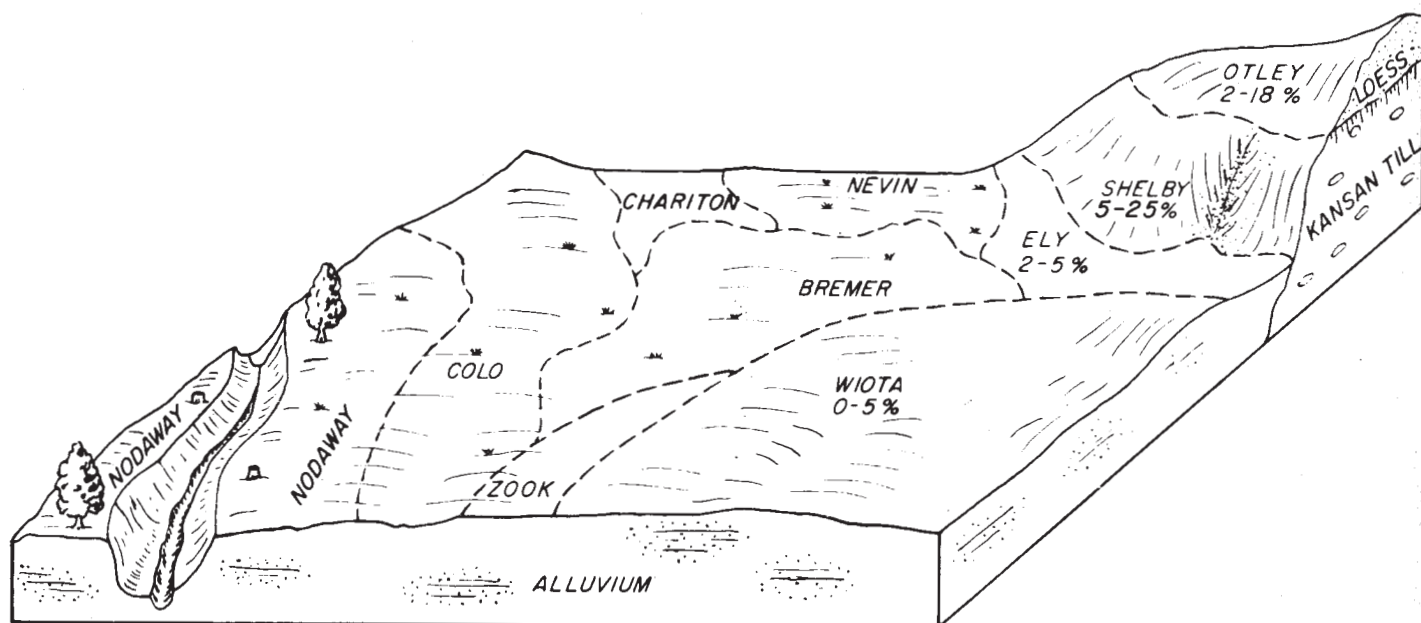 OTLEY
2-18 %
LOESS
KANSAN TILL
SHELBY
5-25%
NEVIN
CHARITON
ELY
2-5 %
BREMER
COLO
WIOTA
0-5 %
NODAWAY
NODAWAY
ZOOK
ALLUVIUM